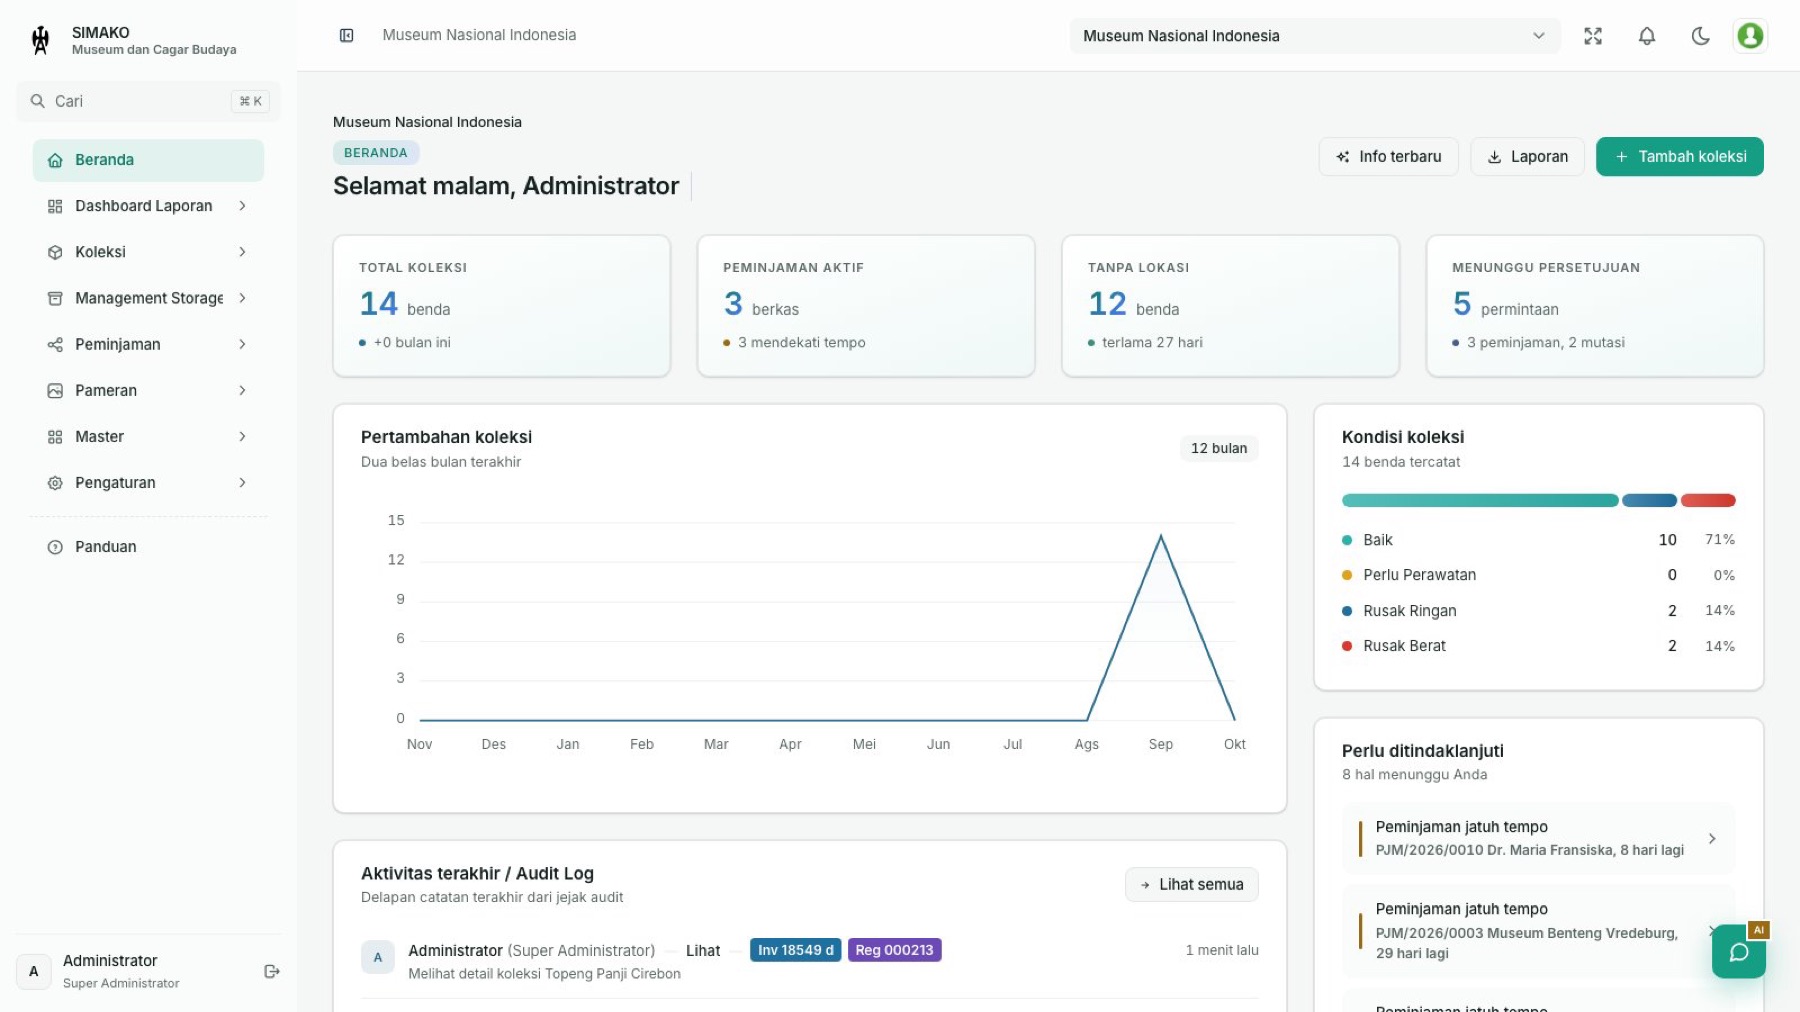 SIMAKO
Museum dan Cagar Budaya
Cari
⌘ K
Beranda
Dashboard Laporan
Koleksi
Management Storage
Peminjaman
Pameran
Master
Pengaturan
Panduan
A
Administrator
Super Administrator
Museum Nasional Indonesia
Museum Nasional Indonesia
Museum Nasional Indonesia
BERANDA
Selamat malam, Administrator
Info terbaru
Laporan
+ Tambah koleksi
TOTAL KOLEKSI
14 benda
+0 bulan ini
PEMINJAMAN AKTIF
3 berkas
3 mendekati tempo
TANPA LOKASI
12 benda
terlama 27 hari
MENUNGGU PERSETUJUAN
5 permintaan
3 peminjaman, 2 mutasi
Pertambahan koleksi
Dua belas bulan terakhir
12 bulan
15
12
9
6
3
0
Nov Des Jan Feb Mar Apr Mei Jun Jul Ags Sep Okt
Kondisi koleksi
14 benda tercatat
Baik 10 71%
Perlu Perawatan 0 0%
Rusak Ringan 2 14%
Rusak Berat 2 14%
Perlu ditindaklanjuti
8 hal menunggu Anda
Peminjaman jatuh tempo
PJM/2026/0010 Dr. Maria Fransiska, 8 hari lagi
Peminjaman jatuh tempo
PJM/2026/0003 Museum Benteng Vredeburg,
29 hari lagi
Peminjaman jatuh tempo
AI
Aktivitas terakhir / Audit Log
Delapan catatan terakhir dari jejak audit
→ Lihat semua
A
Administrator (Super Administrator) — Lihat — Inv 18549 d Reg 000213
1 menit lalu
Melihat detail koleksi Topeng Panji Cirebon